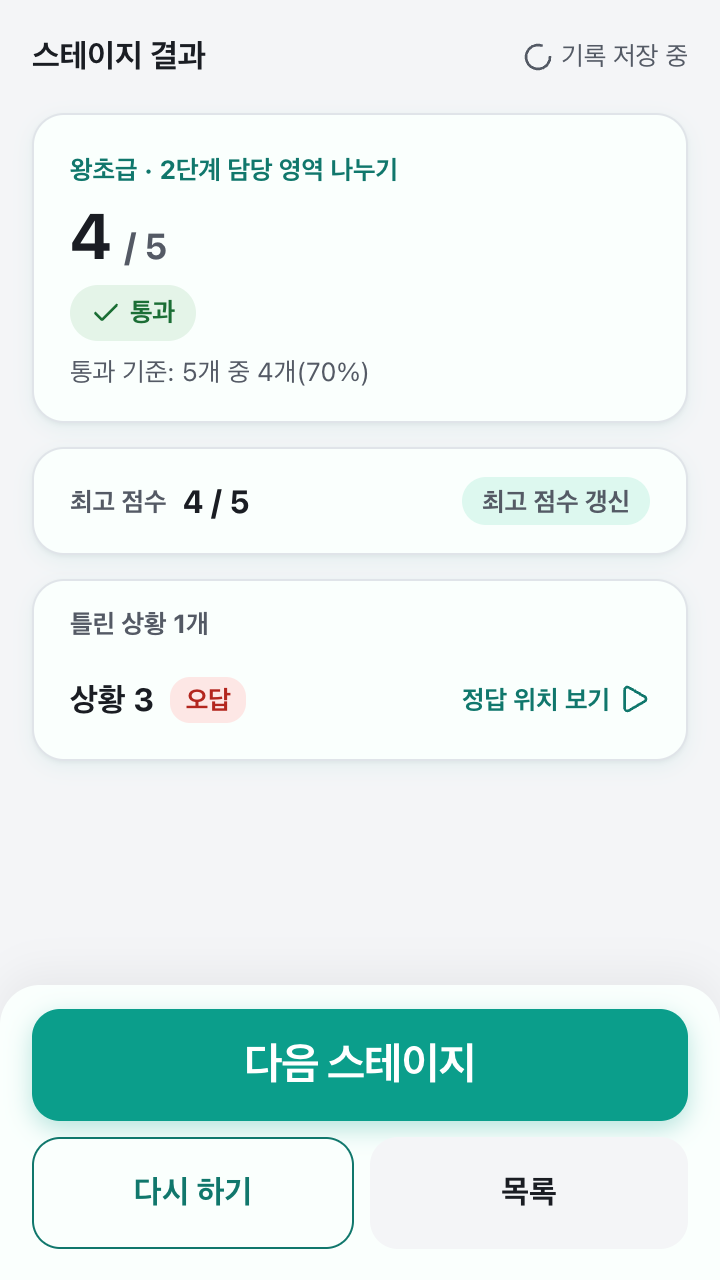 스테이지 결과
기록 저장 중
왕초급 · 2단계 담당 영역 나누기
4 / 5
통과
통과 기준: 5개 중 4개(70%)
최고 점수 4 / 5
최고 점수 갱신
틀린 상황 1개
상황 3 오답
정답 위치 보기
다음 스테이지
다시 하기
목록